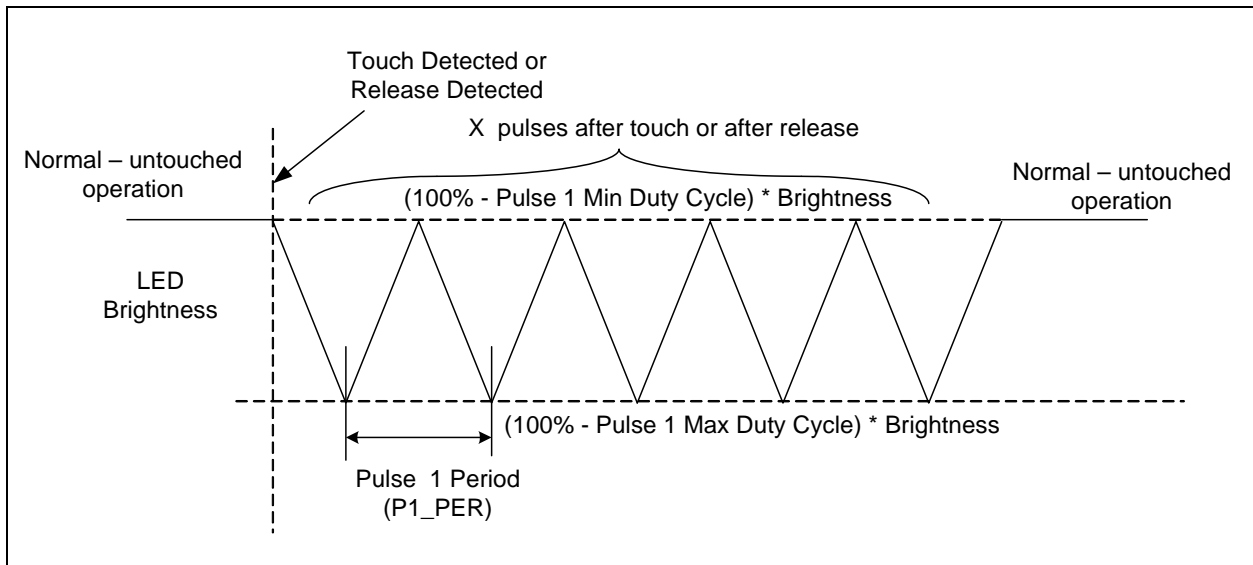 Touch Detected or
Release Detected
X pulses after touch or after release
Normal – untouched
operation
(100% - Pulse 1 Min Duty Cycle) * Brightness
Normal – untouched
operation
LED
Brightness
(100% - Pulse 1 Max Duty Cycle) * Brightness
Pulse 1 Period
(P1_PER)